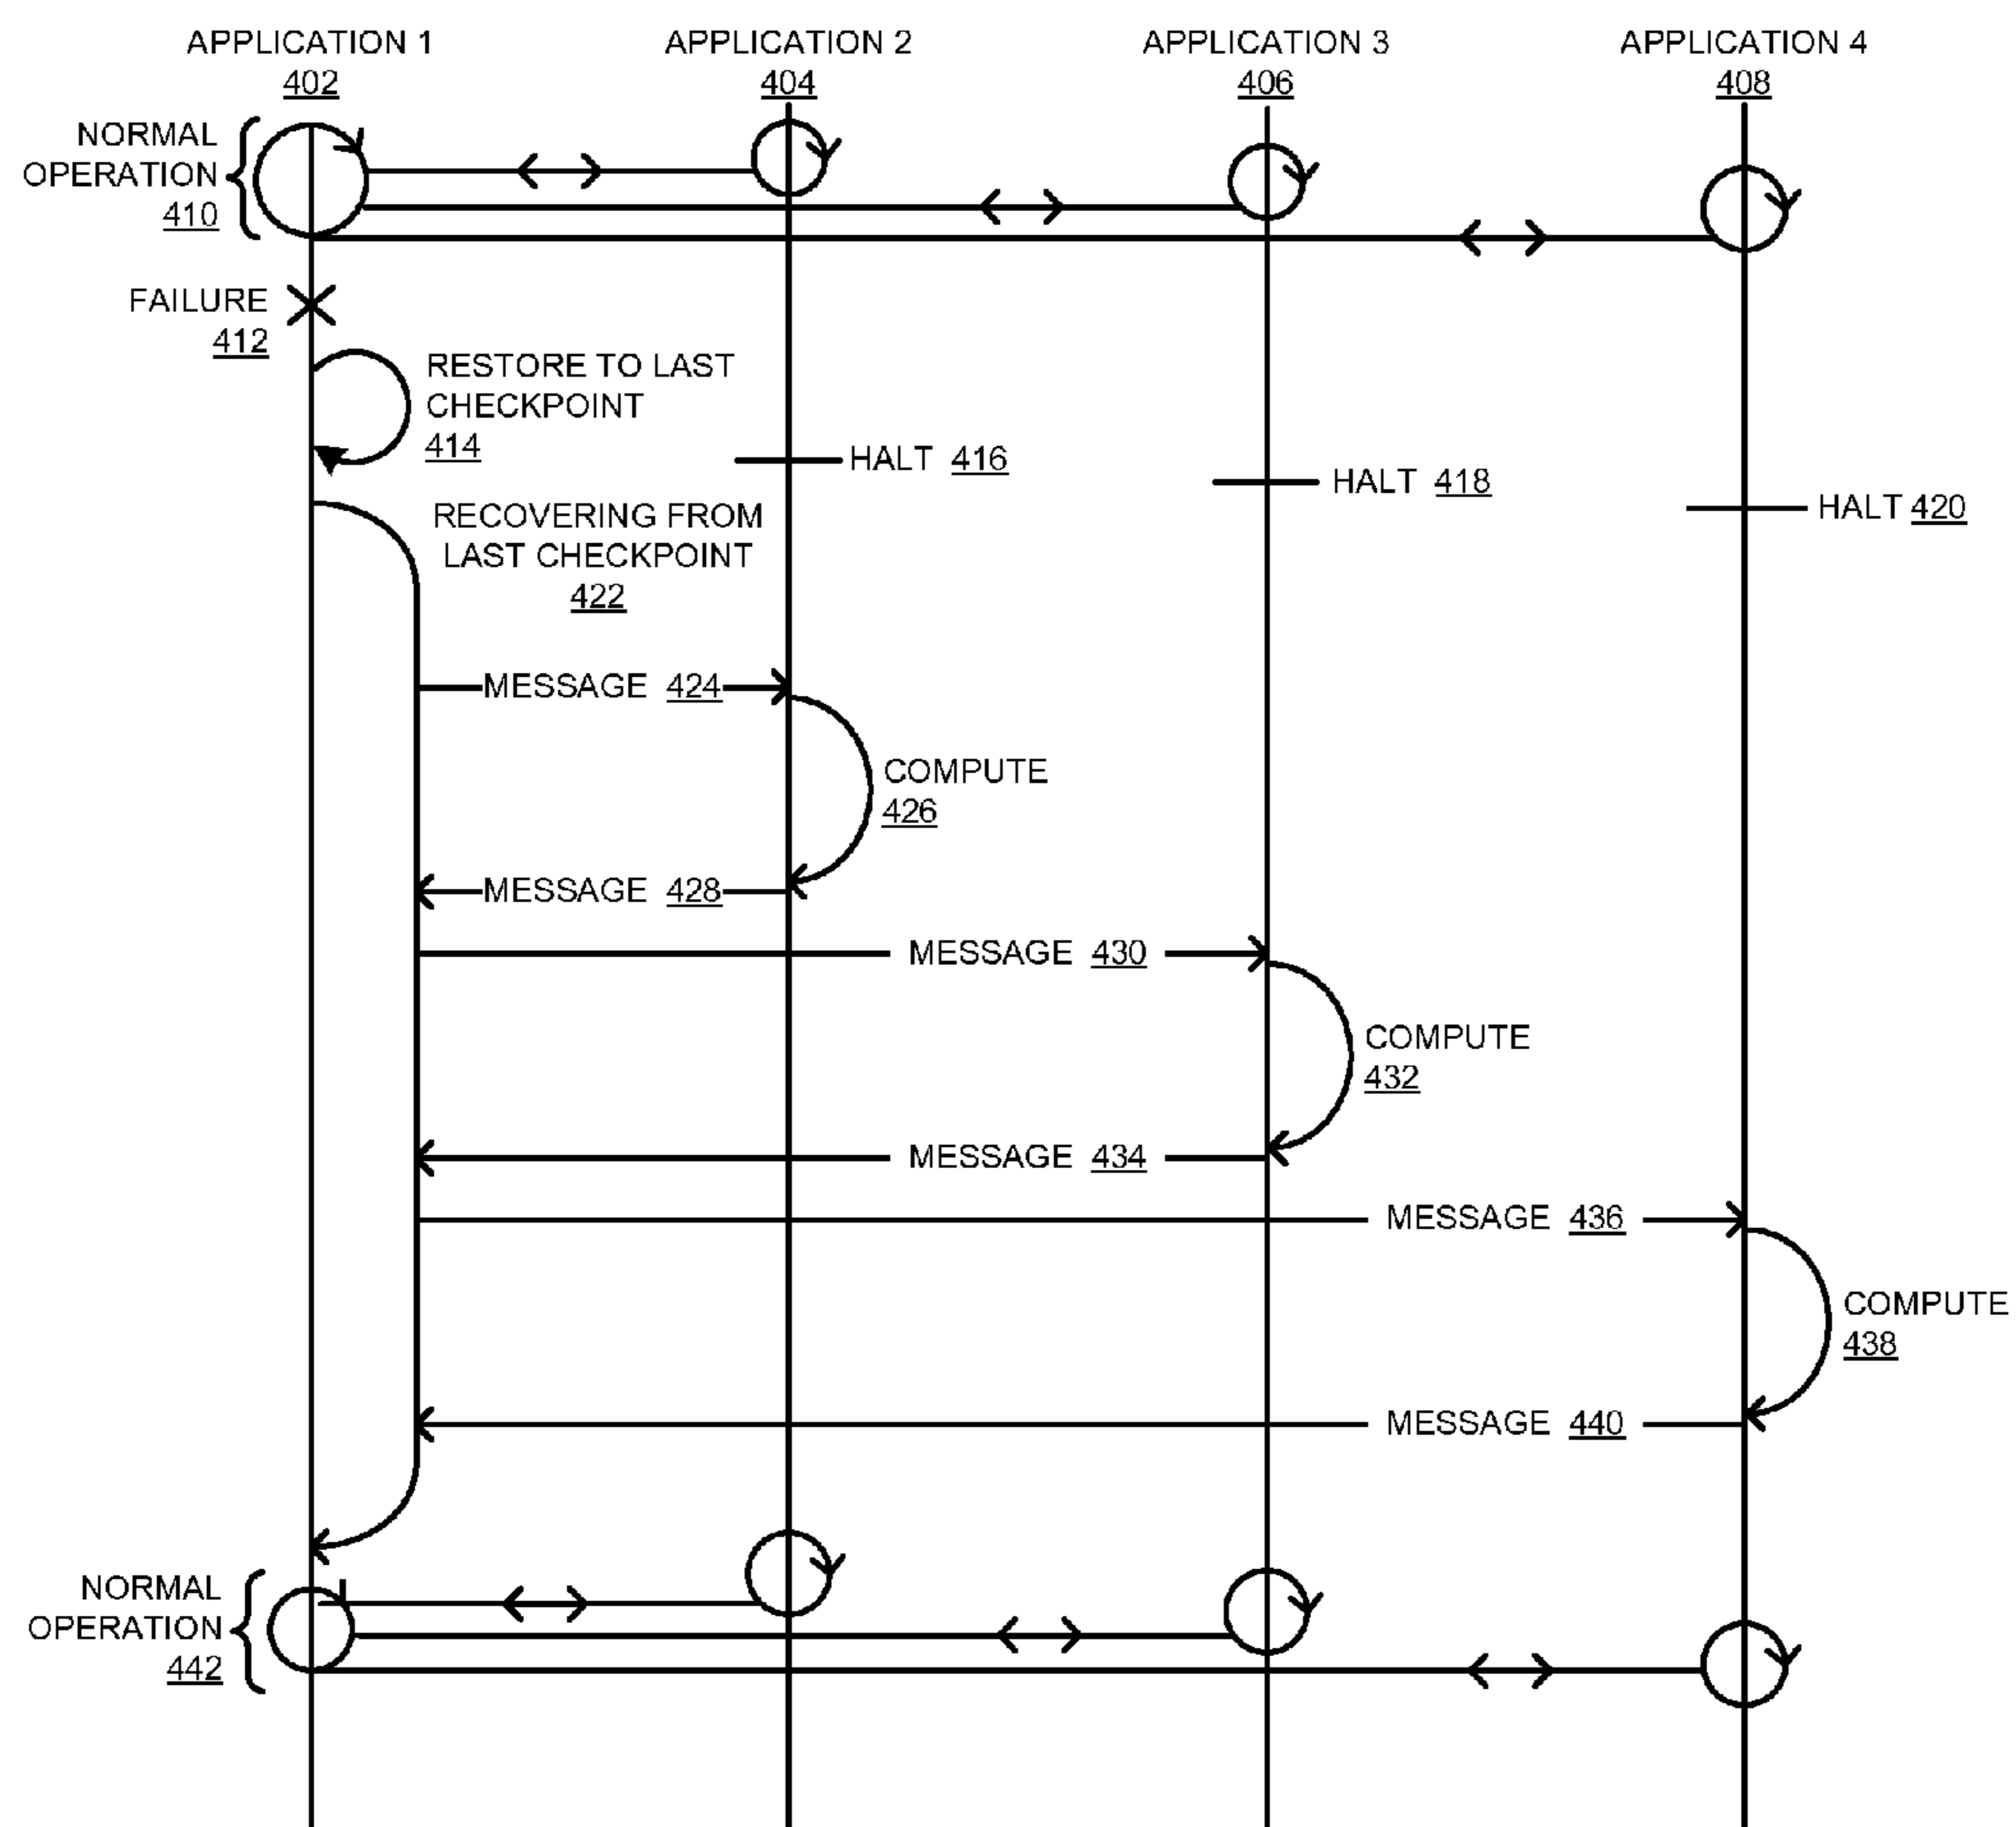 APPLICATION 1
402
APPLICATION 2
404
APPLICATION 3
406
APPLICATION 4
408
NORMAL
OPERATION
410
FAILURE
412
RESTORE TO LAST
CHECKPOINT
414
HALT 416
HALT 418
HALT 420
RECOVERING FROM
LAST CHECKPOINT
422
MESSAGE 424
COMPUTE
426
MESSAGE 428
MESSAGE 430
COMPUTE
432
MESSAGE 434
MESSAGE 436
COMPUTE
438
MESSAGE 440
NORMAL
OPERATION
442